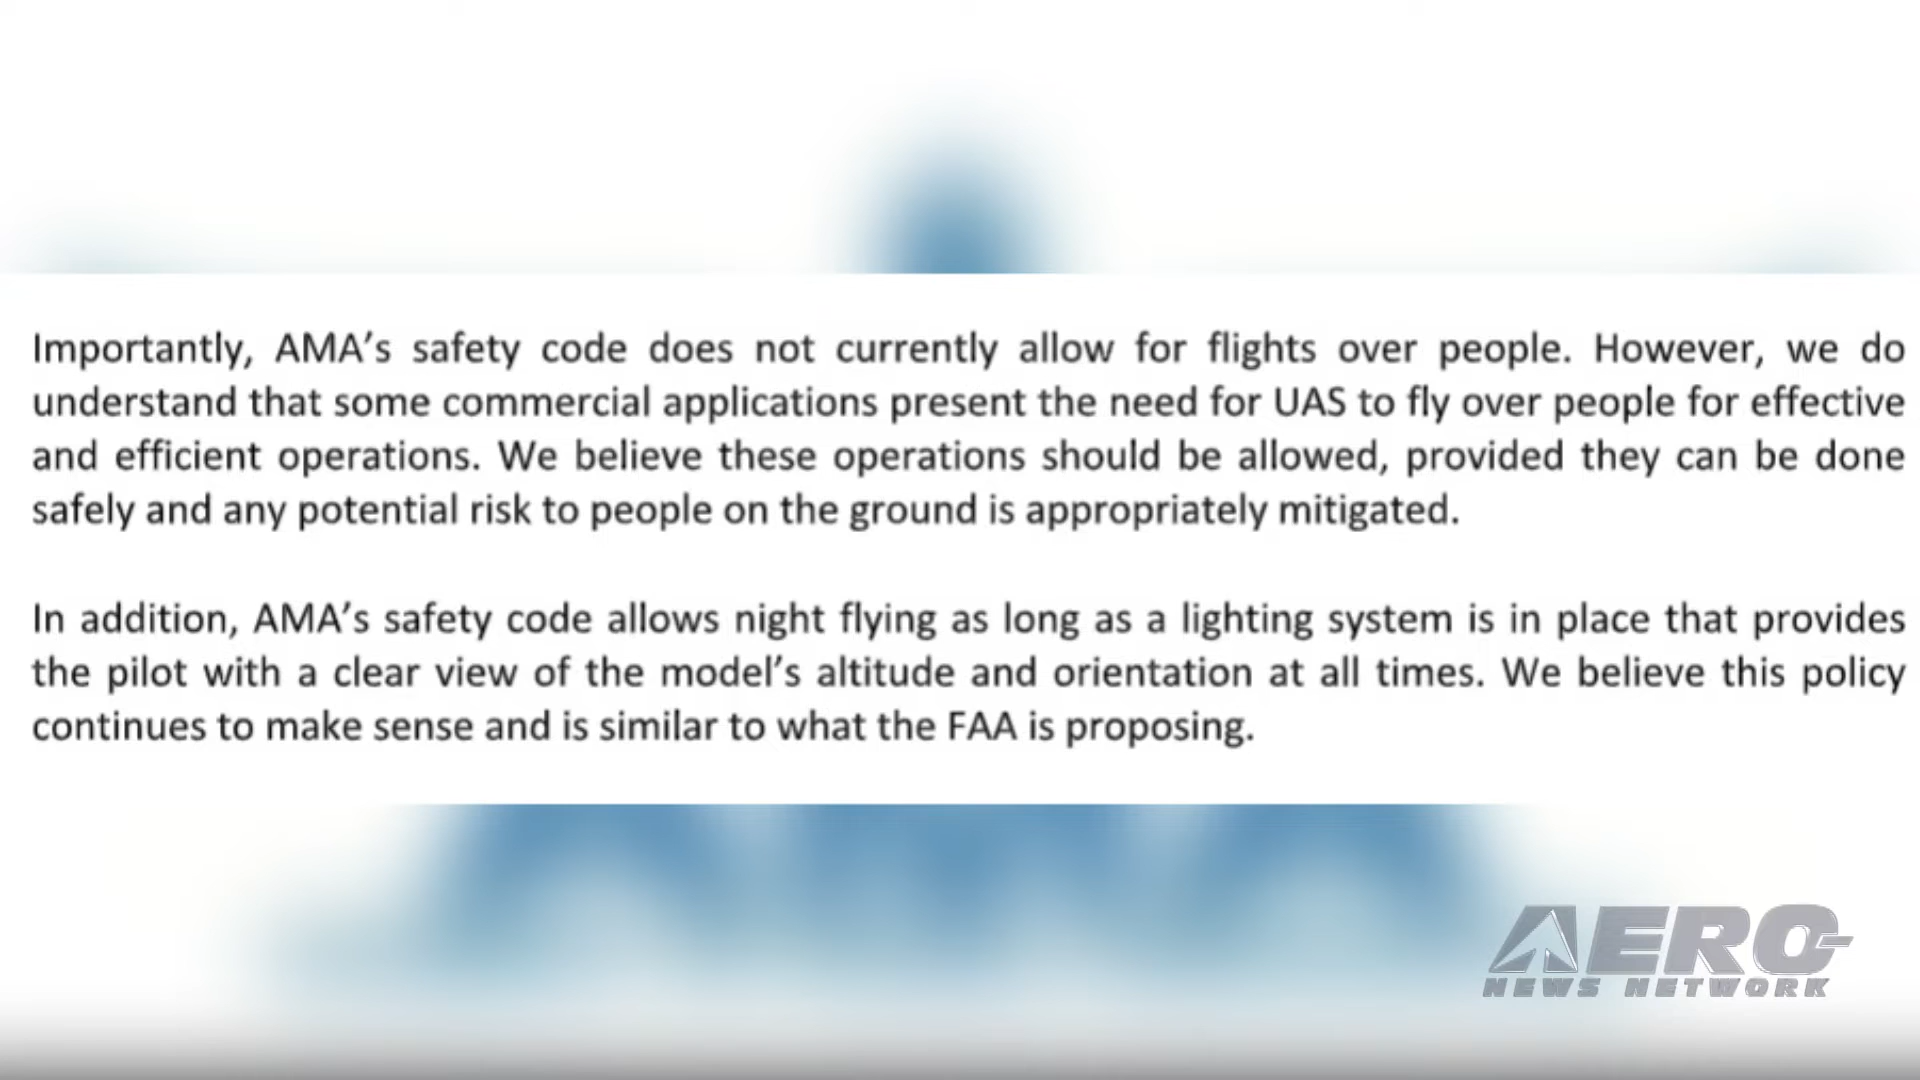 Importantly, AMA’s safety code does not currently allow for flights over people. However, we do
understand that some commercial applications present the need for UAS to fly over people for effective
and efficient operations. We believe these operations should be allowed, provided they can be done
safely and any potential risk to people on the ground is appropriately mitigated.
In addition, AMA’s safety code allows night flying as long as a lighting system is in place that provides
the pilot with a clear view of the model’s altitude and orientation at all times. We believe this policy
continues to make sense and is similar to what the FAA is proposing.
AERO
NEWS NETWORK